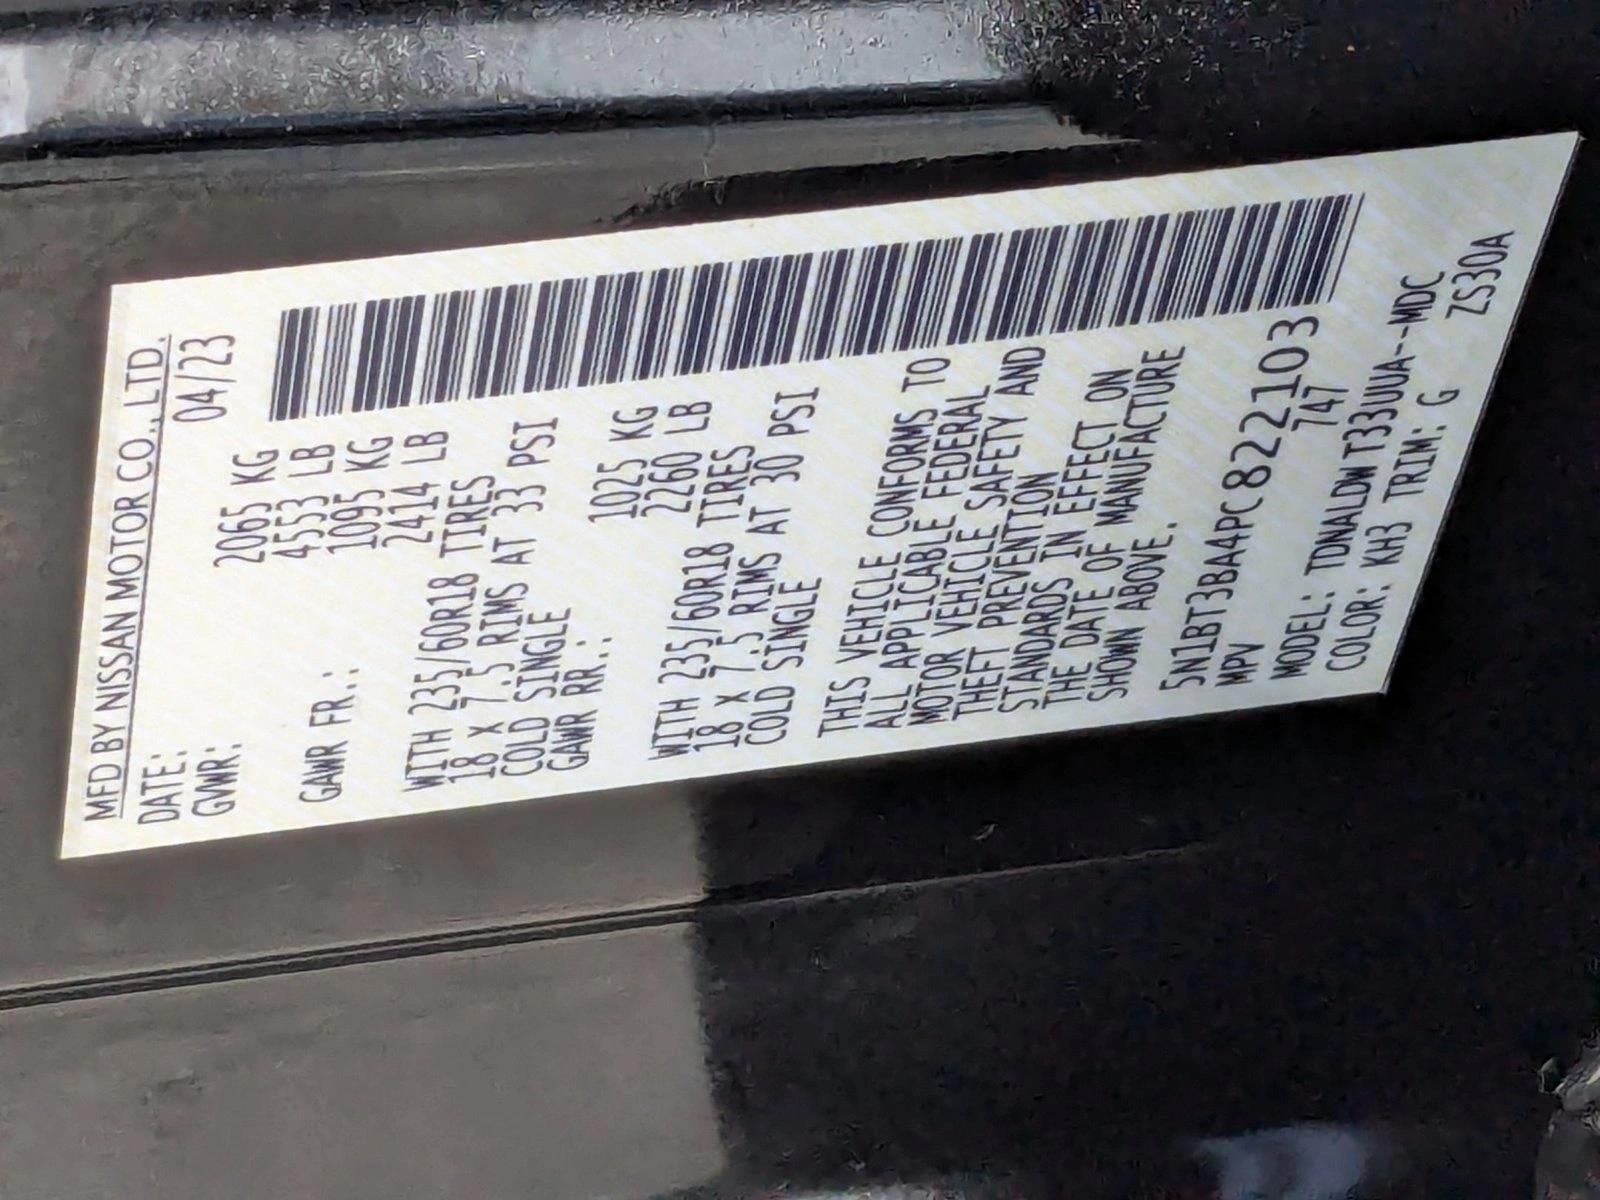 MFD BY NISSAN MOTOR CO., LTD.
DATE: 04/23
GVWR: 2065 KG
4553 LB
GAWR FR.: 1095 KG
2414 LB
WITH 235/60R18 TIRES
18 X 7.5 RIMS AT 33 PSI
COLD SINGLE
GAWR RR.: 1025 KG
2260 LB
WITH 235/60R18 TIRES
18 X 7.5 RIMS AT 30 PSI
COLD SINGLE
THIS VEHICLE CONFORMS TO
ALL APPLICABLE FEDERAL
MOTOR VEHICLE SAFETY AND
THEFT PREVENTION
STANDARDS IN EFFECT ON
THE DATE OF MANUFACTURE
SHOWN ABOVE.
5N1BT3BA4PC822103
MPV 747
MODEL: TDNALDW T33UUA--MDC
COLOR: KH3 TRIM: G ZS30A